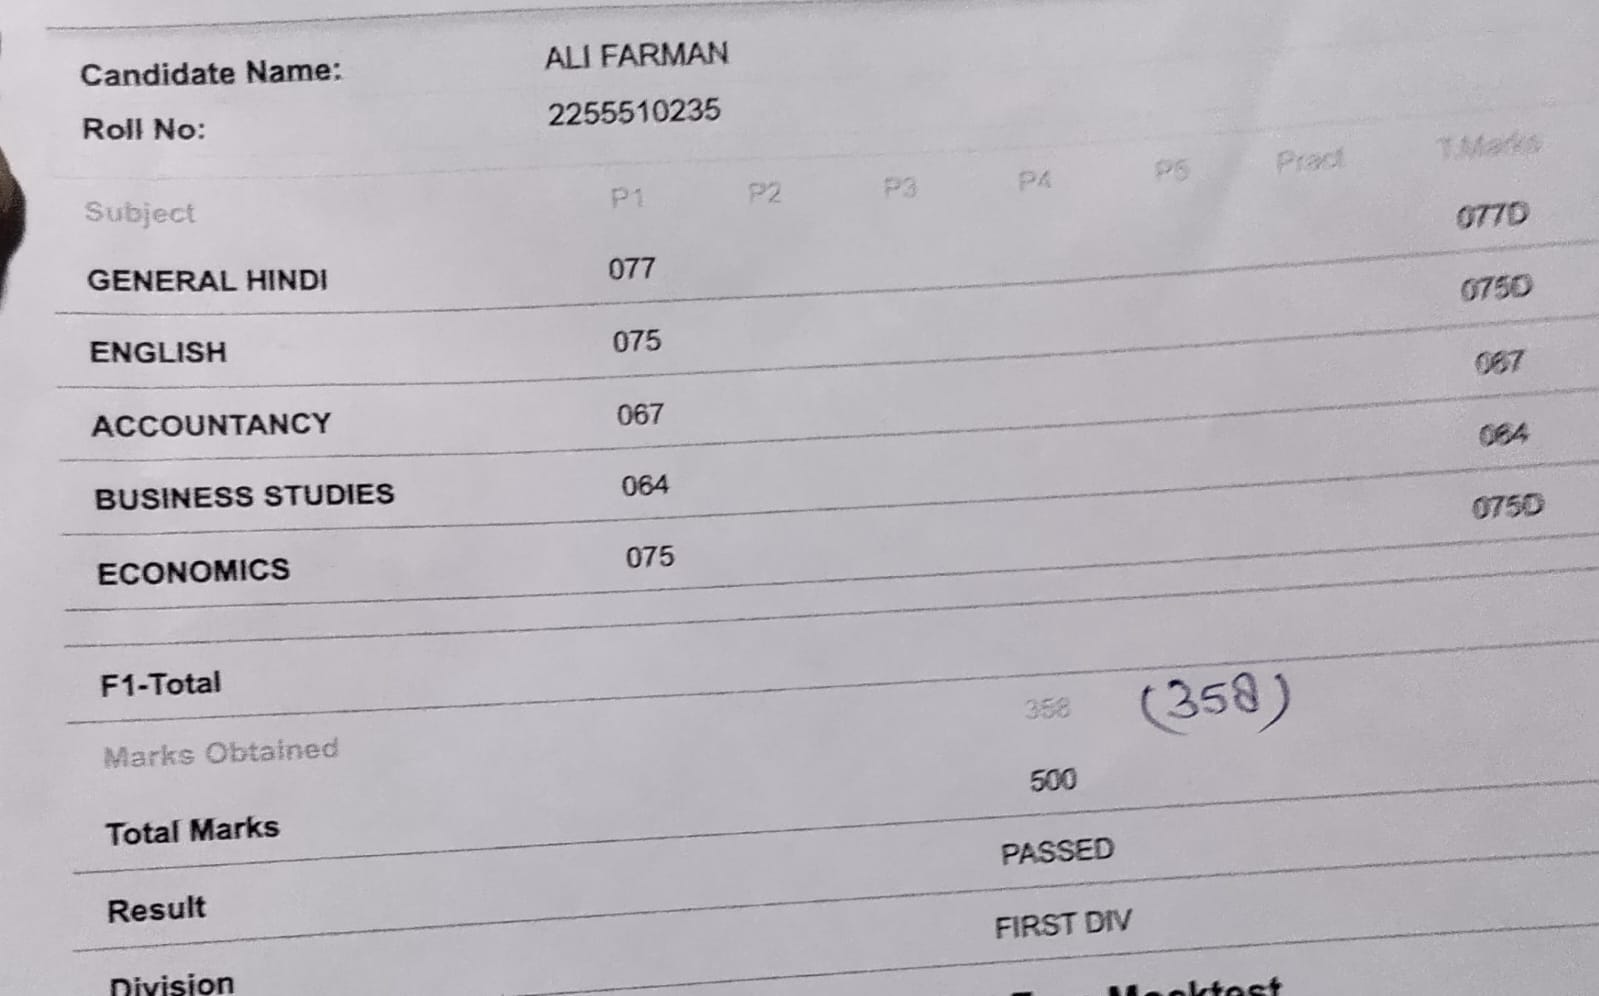 Candidate Name: ALI FARMAN
Roll No: 2255510235
Subject P1 P2 P3 P4 P5 Pract T.Marks
GENERAL HINDI 077 077D
ENGLISH 075 075D
ACCOUNTANCY 067 067
BUSINESS STUDIES 064 064
ECONOMICS 075 075D
F1-Total
Marks Obtained 358 (358)
Total Marks 500
Result PASSED
Division FIRST DIV
Mocktest